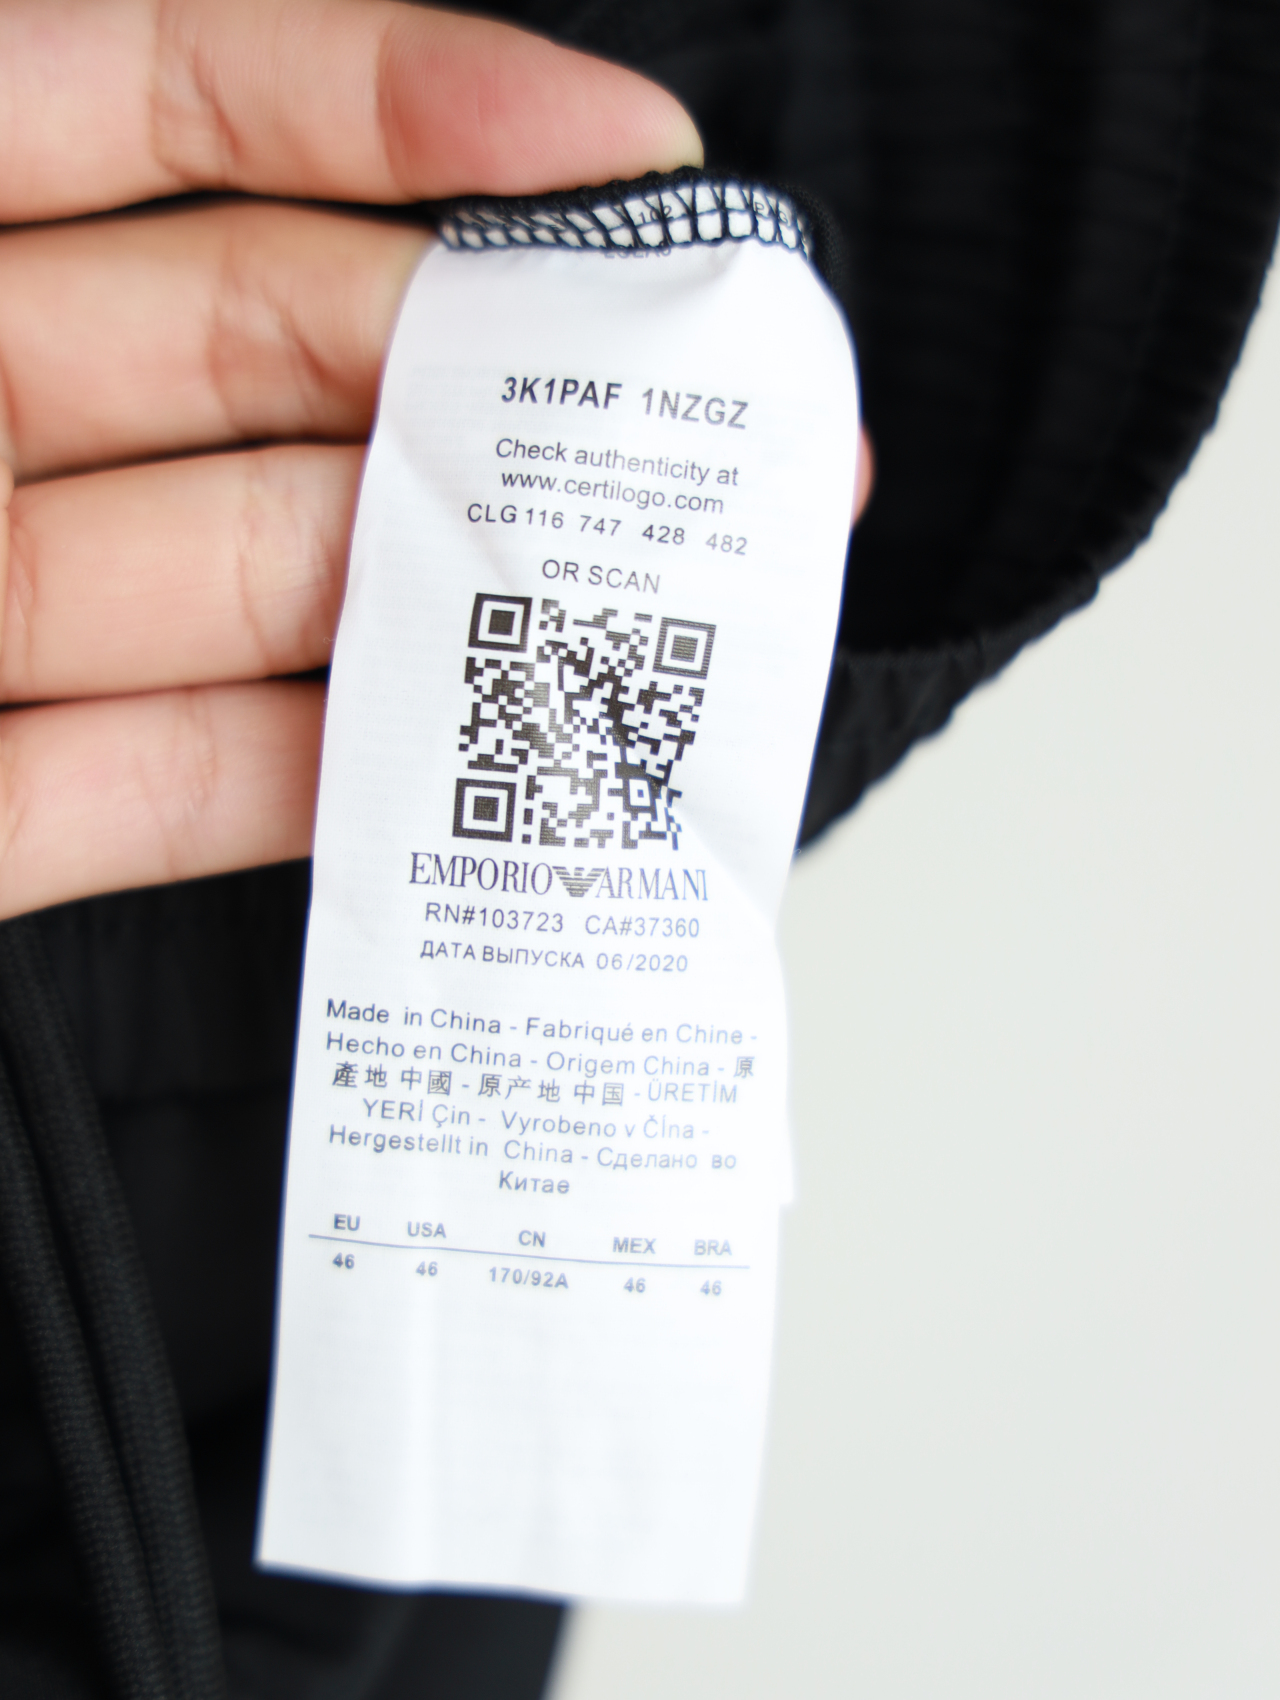 3K1PAF 1NZGZ
Check authenticity at
www.certilogo.com
CLG 116 747 428 482
OR SCAN
EMPORIO ARMANI
RN#103723 CA#37360
ДАТА ВЫПУСКА 06/2020
Made in China - Fabriqué en Chine -
Hecho en China - Origem China - 原
產地 中國 - 原产地 中国 - ÜRETİM
YERİ Çin - Vyrobeno v Čína -
Hergestellt in China - Сделано во
Китае
EU USA CN MEX BRA
46 46 170/92A 46 46